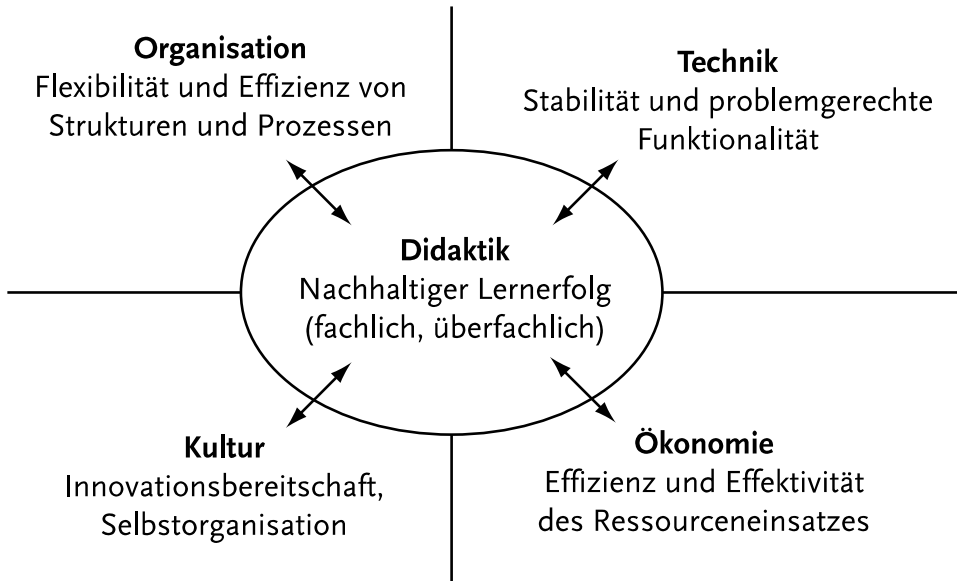 Organisation
Flexibilität und Effizienz von
Strukturen und Prozessen
Technik
Stabilität und problemgerechte
Funktionalität
Didaktik
Nachhaltiger Lernerfolg
(fachlich, überfachlich)
Kultur
Innovationsbereitschaft,
Selbstorganisation
Ökonomie
Effizienz und Effektivität
des Ressourceneinsatzes